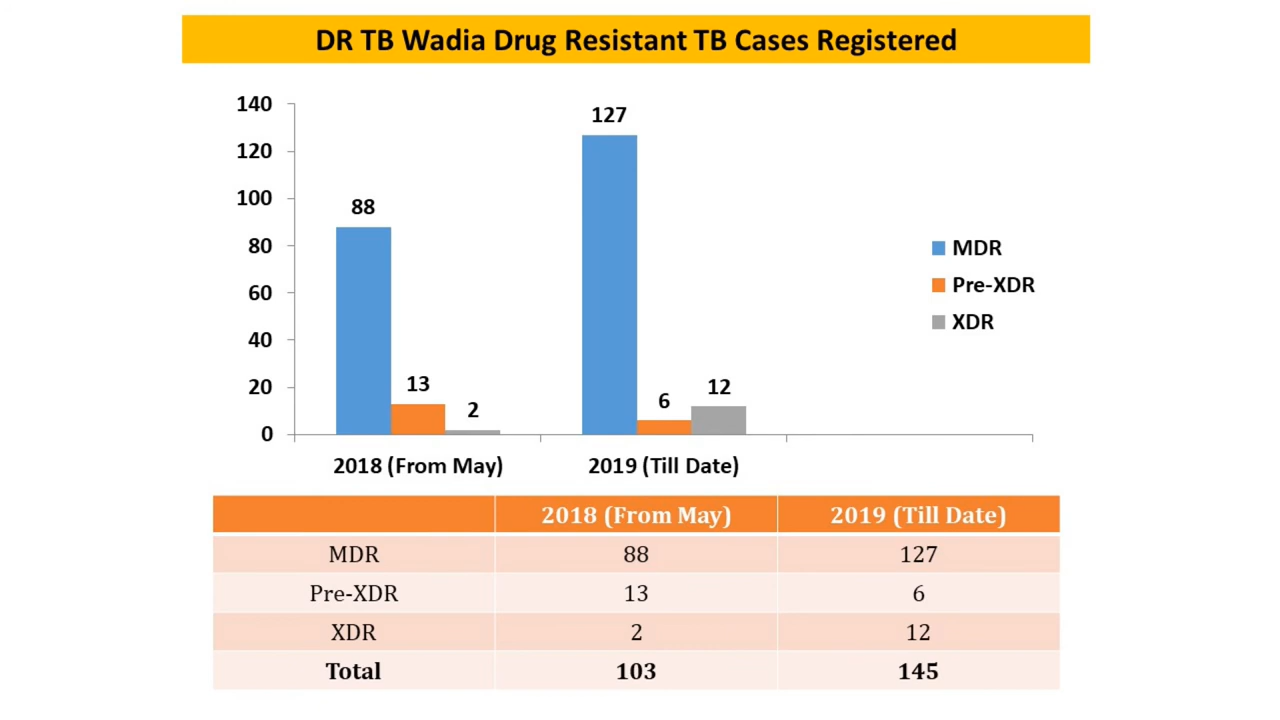 DR TB Wadia Drug Resistant TB Cases Registered
140
120
100
80
60
40
20
0
88
13
2
127
6
12
2018 (From May)
2019 (Till Date)
MDR
Pre-XDR
XDR
2018 (From May) 2019 (Till Date)
MDR 88 127
Pre-XDR 13 6
XDR 2 12
Total 103 145